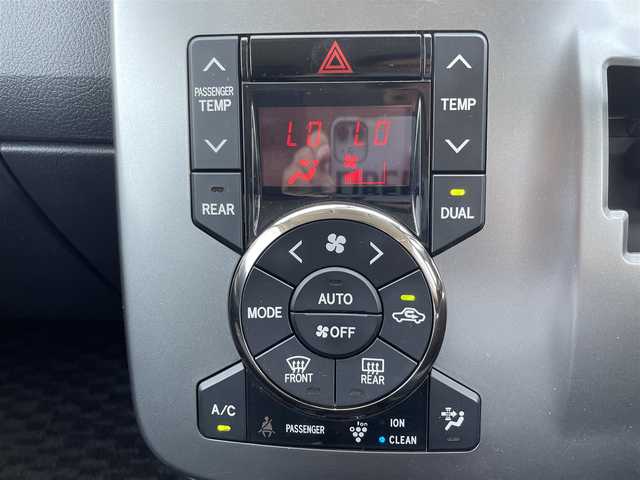 PASSENGER
TEMP
TEMP
LO LO
REAR
DUAL
AUTO
MODE
OFF
FRONT
REAR
A/C
PASSENGER
Ion
ION
CLEAN